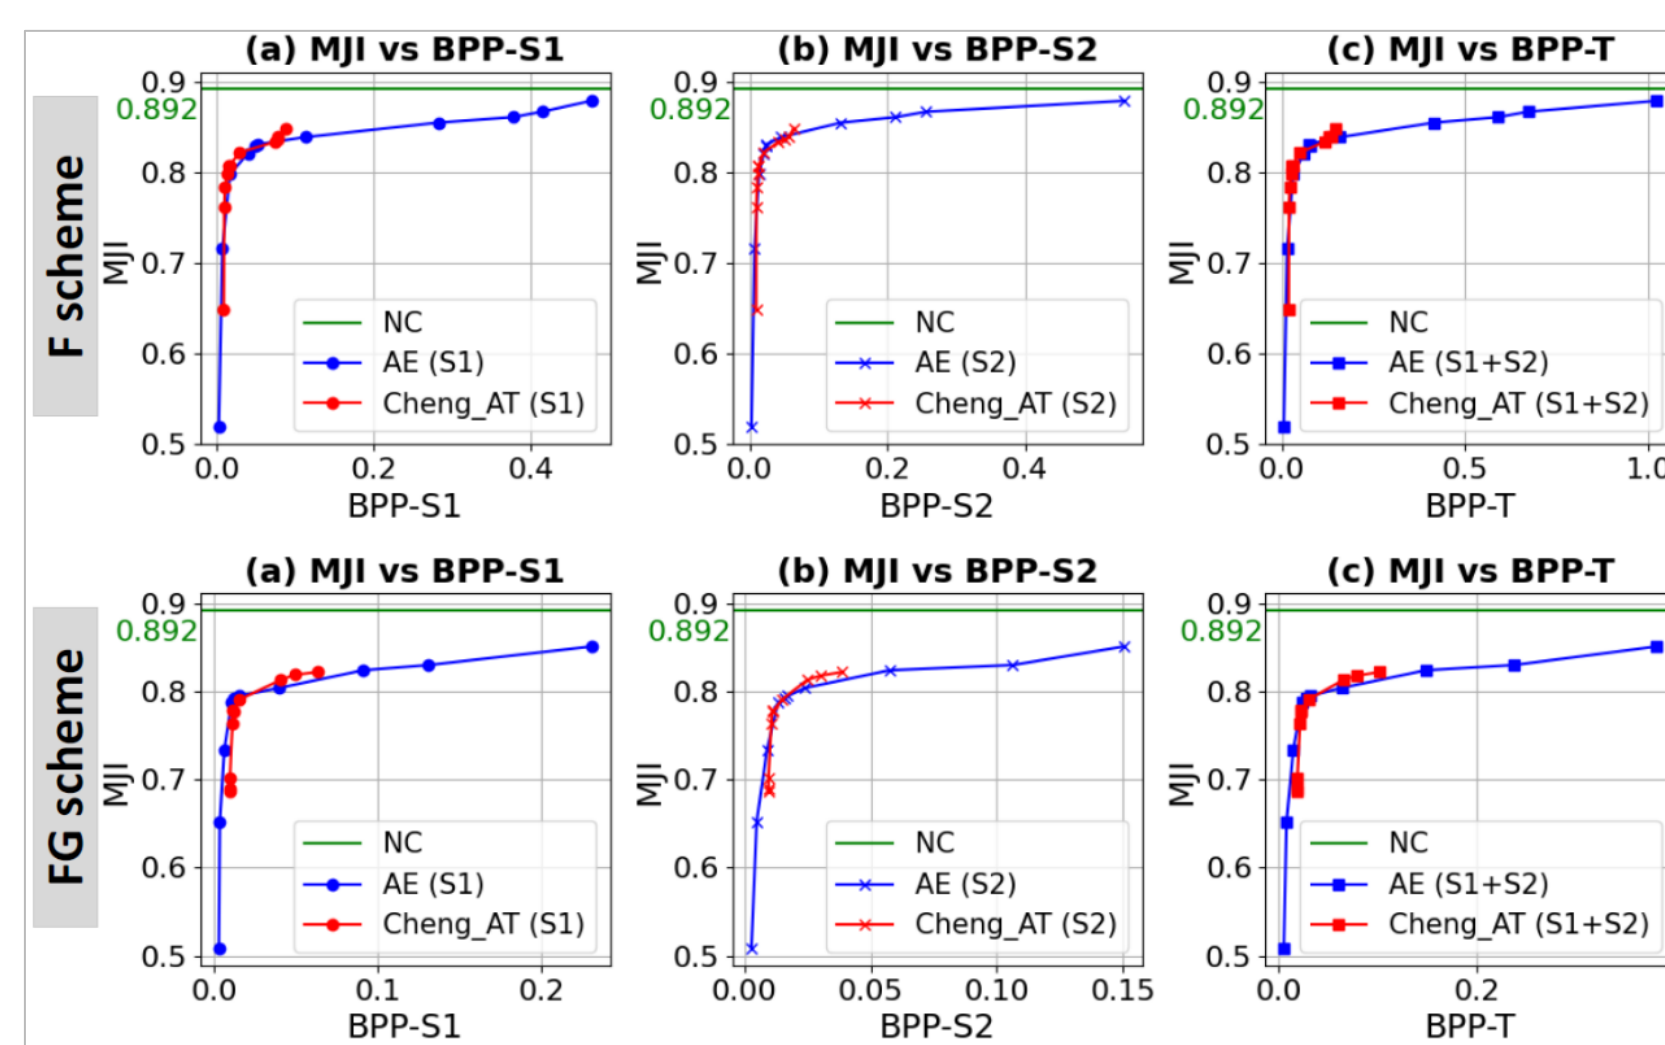 F scheme
(a) MJI vs BPP-S1
0.9
0.892
0.8
0.7
0.6
0.5
MJI
NC
AE (S1)
Cheng_AT (S1)
0.0 0.2 0.4
BPP-S1
(b) MJI vs BPP-S2
0.9
0.892
0.8
0.7
0.6
0.5
MJI
NC
AE (S2)
Cheng_AT (S2)
0.0 0.2 0.4
BPP-S2
(c) MJI vs BPP-T
0.9
0.892
0.8
0.7
0.6
0.5
MJI
NC
AE (S1+S2)
Cheng_AT (S1+S2)
0.0 0.5 1.0
BPP-T
FG scheme
(a) MJI vs BPP-S1
0.9
0.892
0.8
0.7
0.6
0.5
MJI
NC
AE (S1)
Cheng_AT (S1)
0.0 0.1 0.2
BPP-S1
(b) MJI vs BPP-S2
0.9
0.892
0.8
0.7
0.6
0.5
MJI
NC
AE (S2)
Cheng_AT (S2)
0.00 0.05 0.10 0.15
BPP-S2
(c) MJI vs BPP-T
0.9
0.892
0.8
0.7
0.6
0.5
MJI
NC
AE (S1+S2)
Cheng_AT (S1+S2)
0.0 0.2
BPP-T